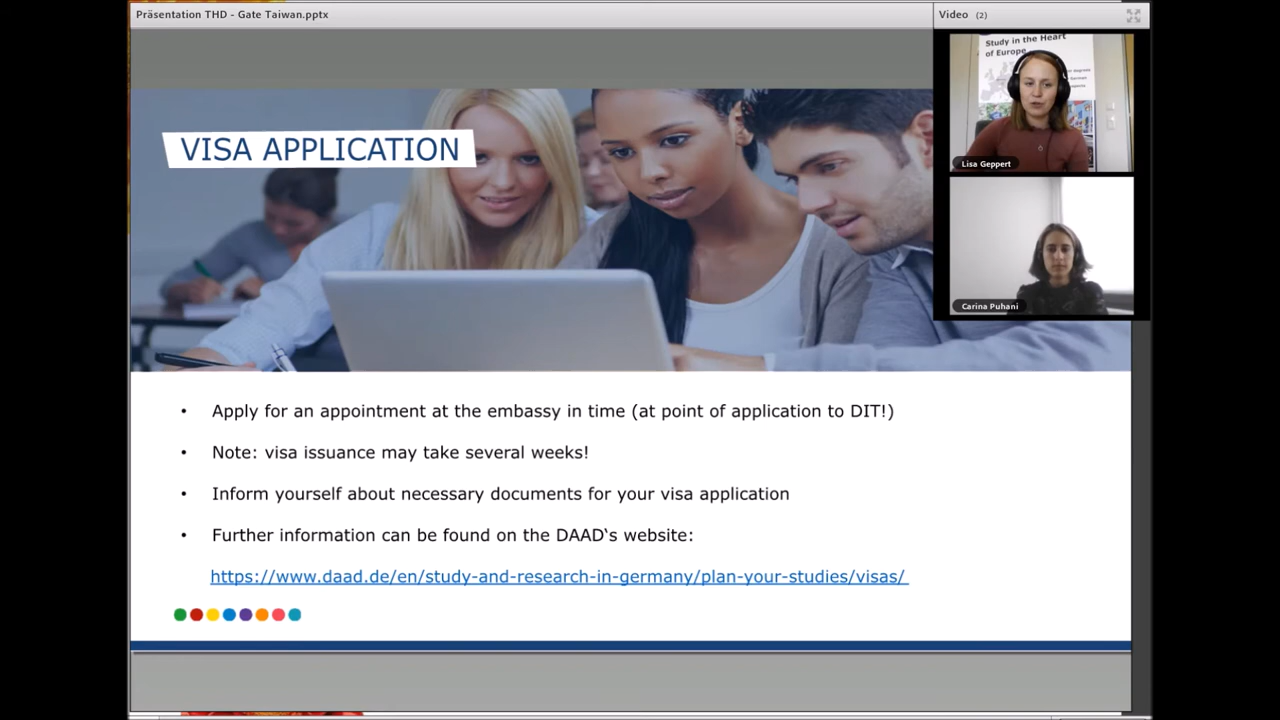 Präsentation THD - Gate Taiwan.pptx
Video (2)
Study in the Heart
of Europe
Lisa Geppert
Carina Puhani
VISA APPLICATION
• Apply for an appointment at the embassy in time (at point of application to DIT!)
• Note: visa issuance may take several weeks!
• Inform yourself about necessary documents for your visa application
• Further information can be found on the DAAD‘s website:
https://www.daad.de/en/study-and-research-in-germany/plan-your-studies/visas/